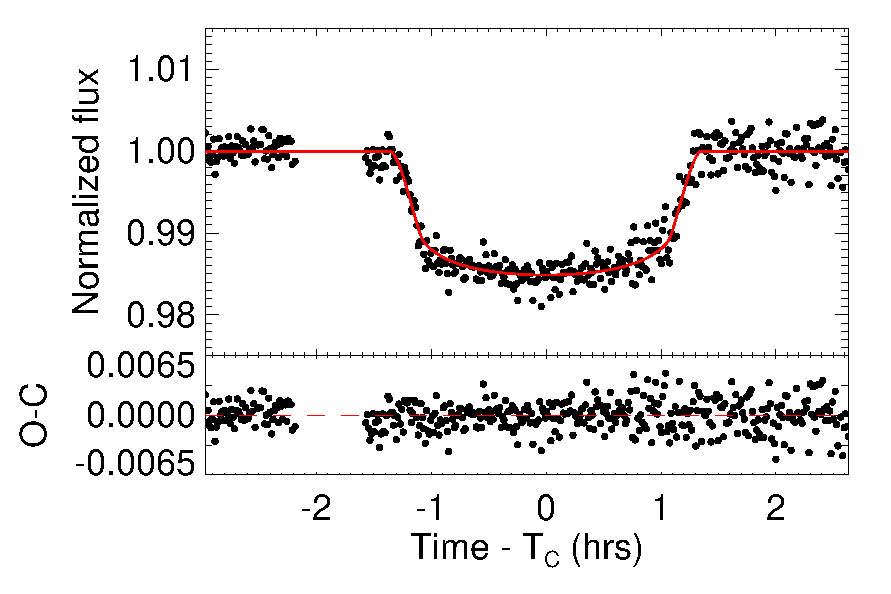 Normalized flux
1.01
1.00
0.99
0.98
O-C
0.0065
0.0000
-0.0065
-2 -1 0 1 2
Time - T_C (hrs)